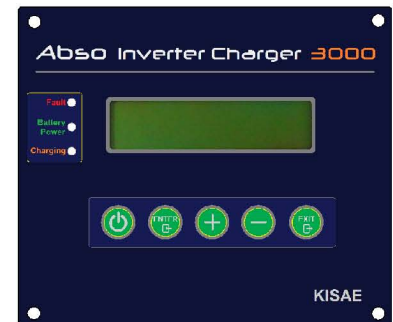 Abso Inverter Charger 3000
Fault
Battery
Power
Charging
ENTER
EXIT
KISAE